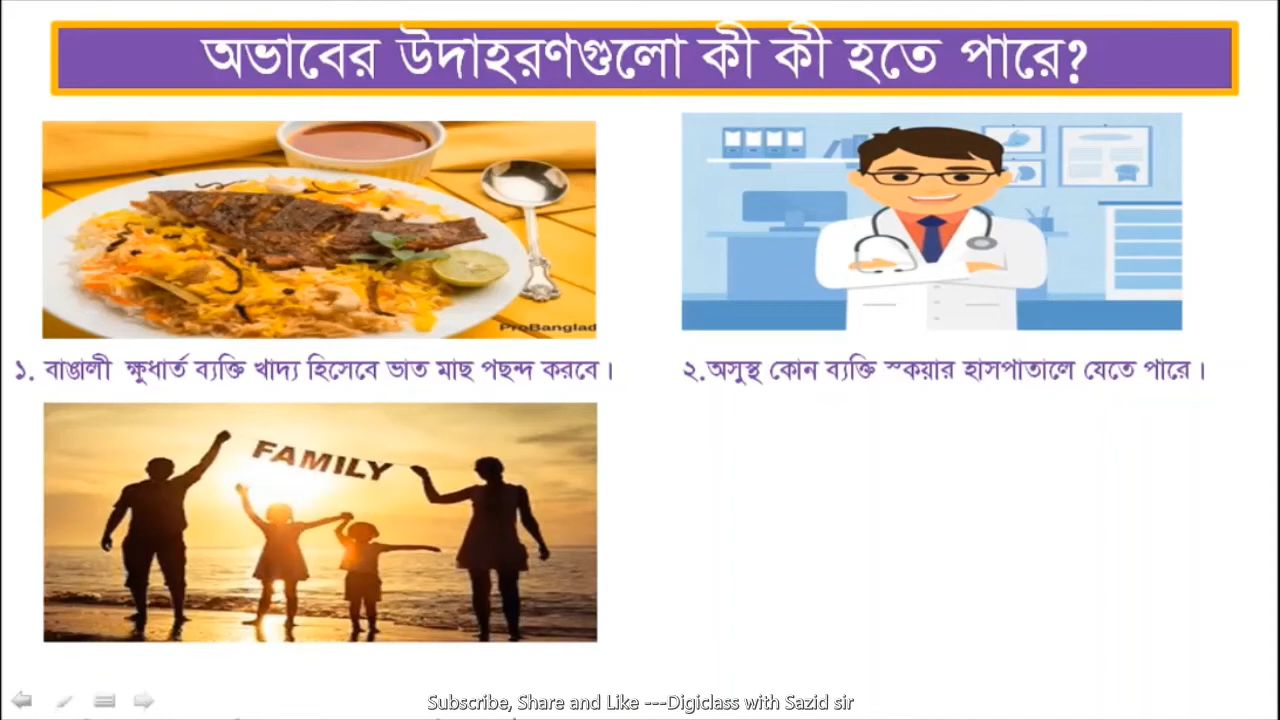 অভাবের উদাহরণগুলো কী কী হতে পারে?
ProBanglad
১. বাঙালী ক্ষুধার্ত ব্যক্তি খাদ্য হিসেবে ভাত মাছ পছন্দ করবে।
২.অসুস্থ কোন ব্যক্তি স্কয়ার হাসপাতালে যেতে পারে।
FAMILY
Subscribe, Share and Like ---Digiclass with Sazid sir